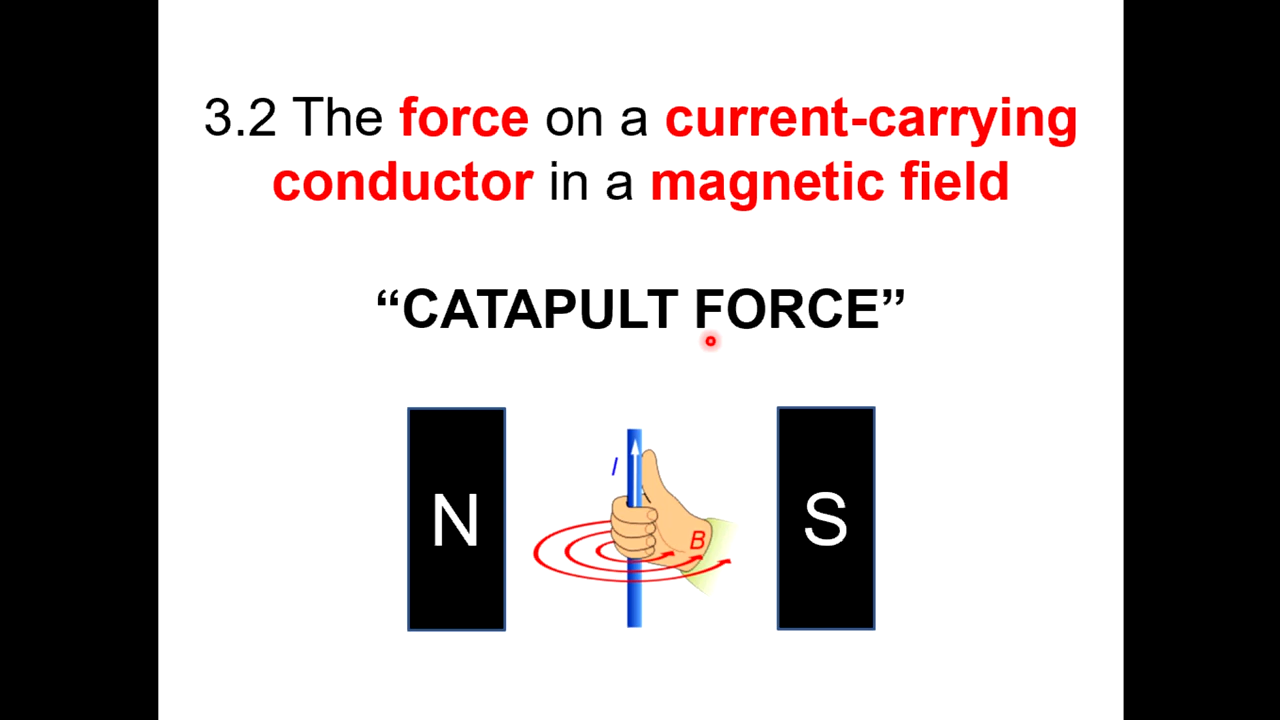 3.2 The force on a current-carrying
conductor in a magnetic field
“CATAPULT FORCE”
N
I
B
S